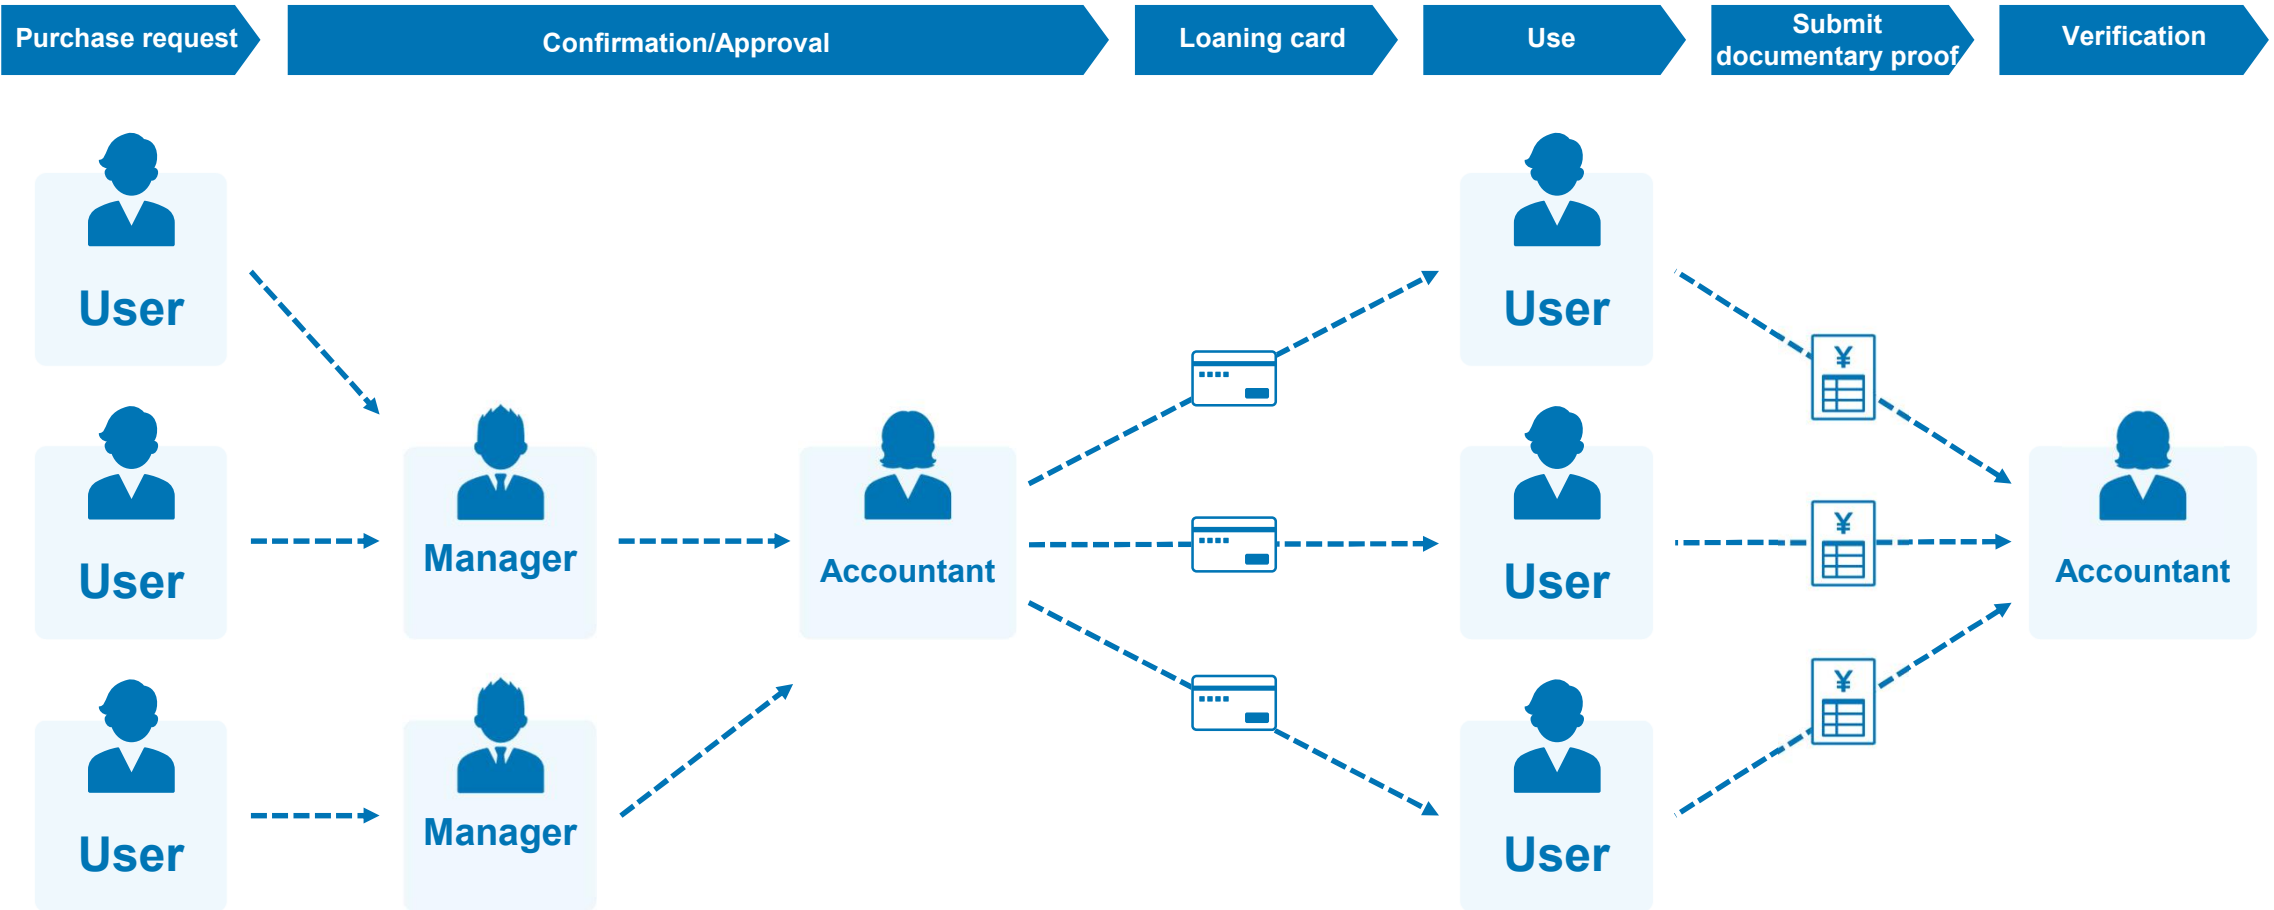 Purchase request
Confirmation/Approval
Loaning card
Use
Submit
documentary proof
Verification
User
User
User
Manager
Manager
Accountant
User
User
User
¥
¥
¥
Accountant